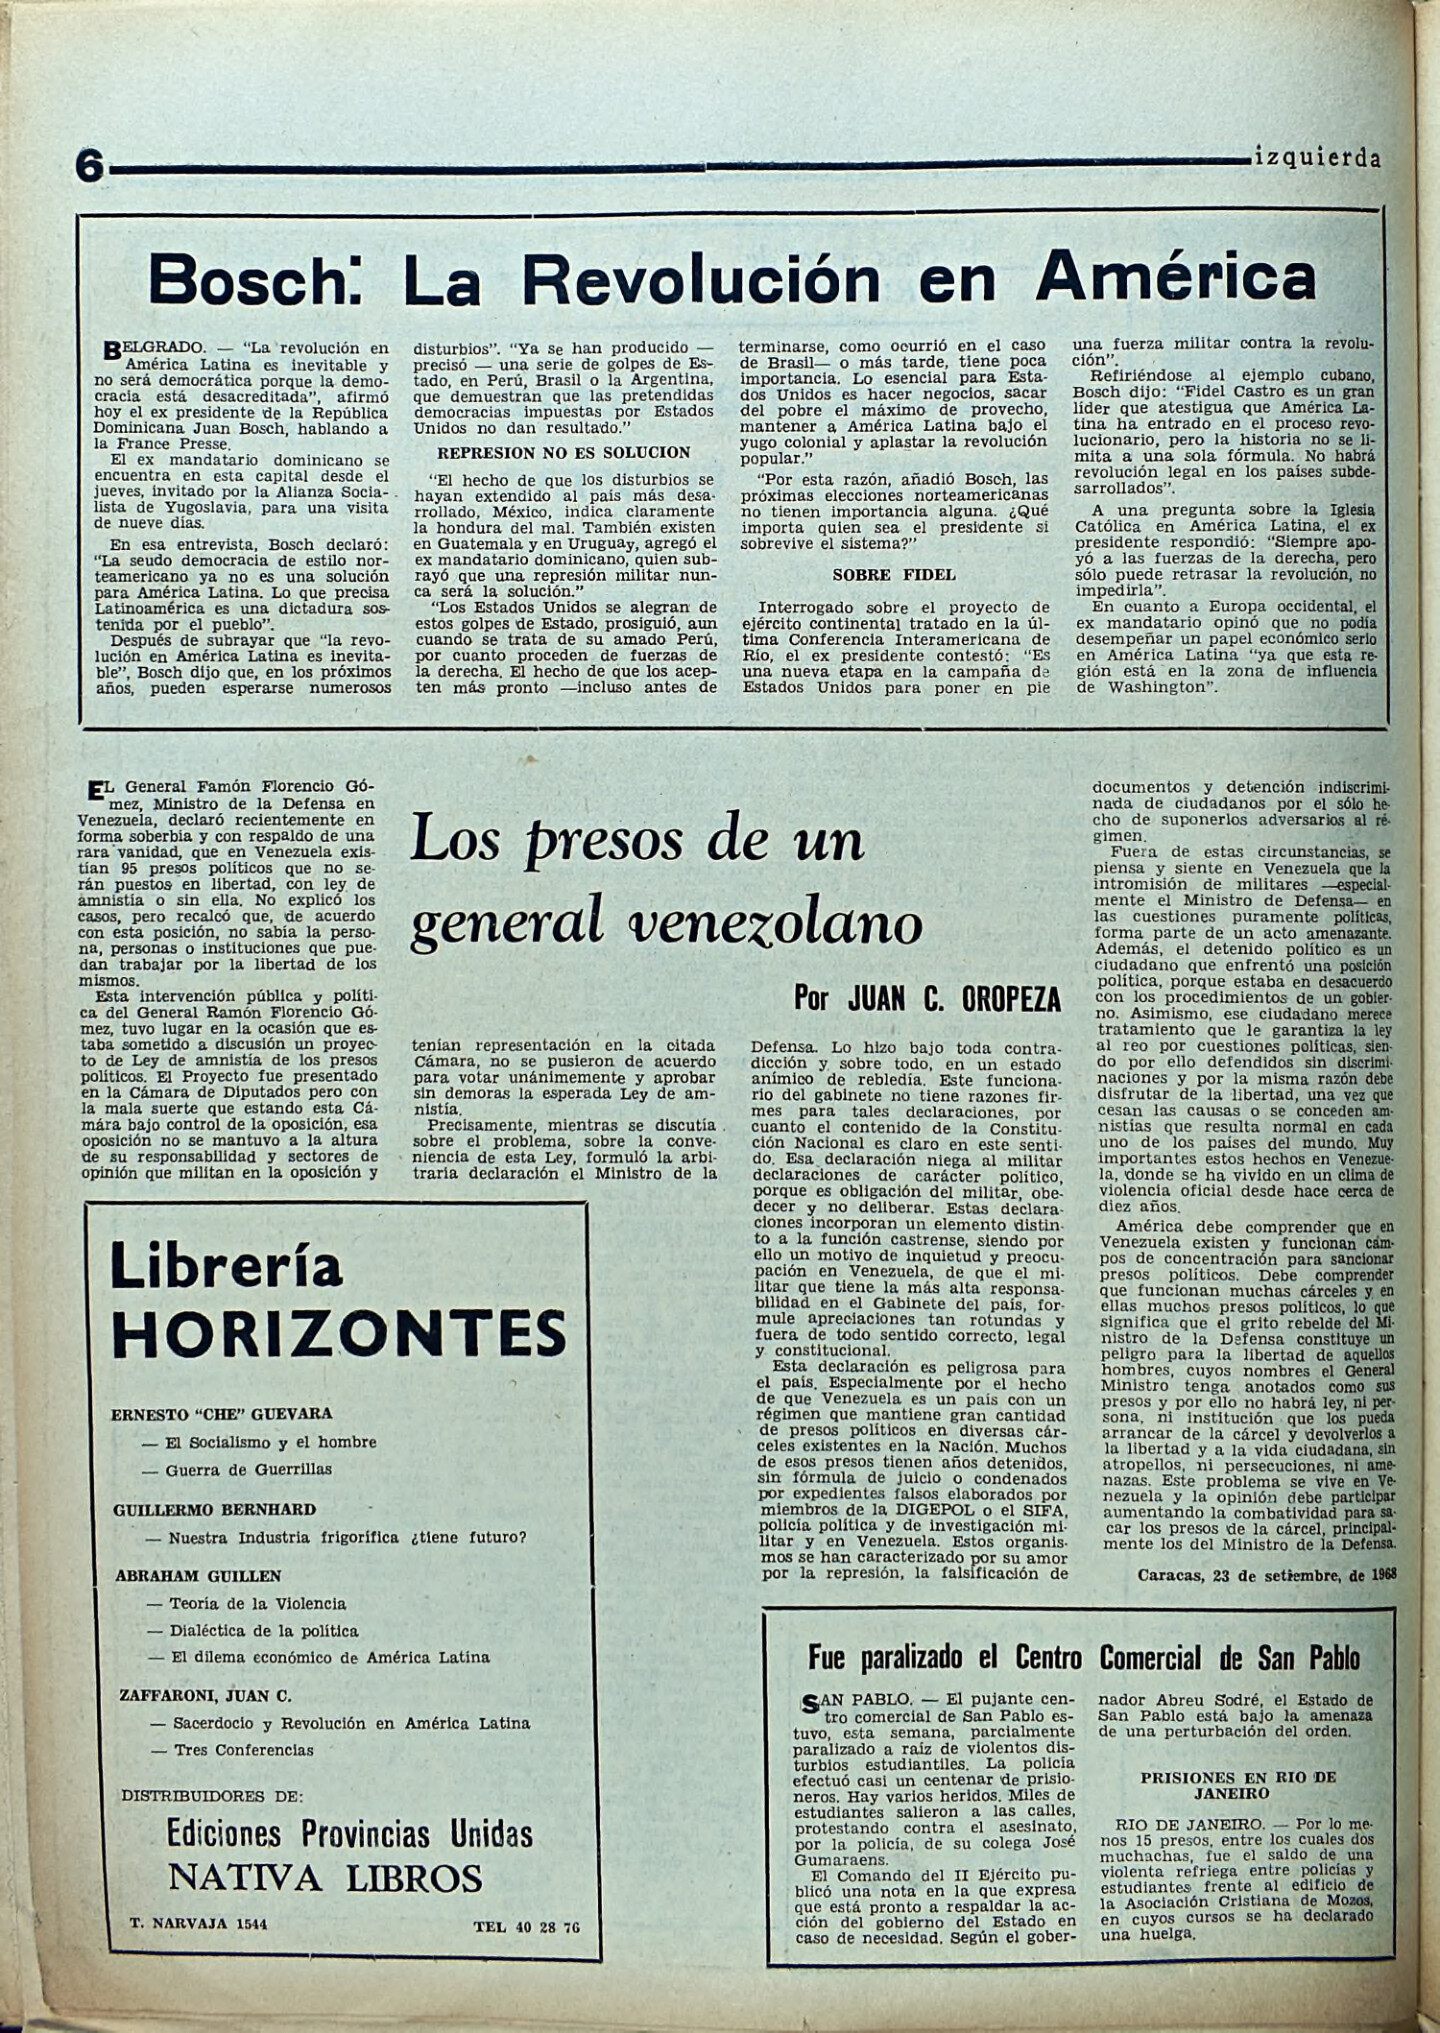 6
izquierda
Bosch: La Revolución en América
BELGRADO. — “La revolución en
América Latina es inevitable y
no será democrática porque la demo-
cracia está desacreditada”, afirmó
hoy el ex presidente de la República
Dominicana Juan Bosch, hablando a
la France Presse.
El ex mandatario dominicano se
encuentra en esta capital desde el
jueves, invitado por la Alianza Socia-
lista de Yugoslavia, para una visita
de nueve días.
En esa entrevista, Bosch declaró:
“La seudo democracia de estilo nor-
teamericano ya no es una solución
para América Latina. Lo que precisa
Latinoamérica es una dictadura sos-
tenida por el pueblo”.
Después de subrayar que “la revo-
lución en América Latina es inevita-
ble”, Bosch dijo que, en los próximos
años, pueden esperarse numerosos
disturbios”. “Ya se han producido —
precisó — una serie de golpes de Es-
tado, en Perú, Brasil o la Argentina,
que demuestran que las pretendidas
democracias impuestas por Estados
Unidos no dan resultado.”
REPRESION NO ES SOLUCION
“El hecho de que los disturbios se
hayan extendido al país más desa-
rrollado, México, indica claramente
la hondura del mal. También existen
en Guatemala y en Uruguay, agregó el
ex mandatario dominicano, quien sub-
rayó que una represión militar nun-
ca será la solución.”
“Los Estados Unidos se alegran de
estos golpes de Estado, prosiguió, aun
cuando se trata de su amado Perú,
por cuanto proceden de fuerzas de
la derecha. El hecho de que los acep-
ten más pronto —incluso antes de
terminarse, como ocurrió en el caso
de Brasil— o más tarde, tiene poca
importancia. Lo esencial para Esta-
dos Unidos es hacer negocios, sacar
del pobre el máximo de provecho,
mantener a América Latina bajo el
yugo colonial y aplastar la revolución
popular.”
“Por esta razón, añadió Bosch, las
próximas elecciones norteamericanas
no tienen importancia alguna. ¿Qué
importa quien sea el presidente si
sobrevive el sistema?”
SOBRE FIDEL
Interrogado sobre el proyecto de
ejército continental tratado en la úl-
tima Conferencia Interamericana de
Río, el ex presidente contestó: “Es
una nueva etapa en la campaña de
Estados Unidos para poner en pie
una fuerza militar contra la revolu-
ción”.
Refiriéndose al ejemplo cubano,
Bosch dijo: “Fidel Castro es un gran
líder que atestigua que América La-
tina ha entrado en el proceso revo-
lucionario, pero la historia no se li-
mita a una sola fórmula. No habrá
revolución legal en los países subde-
sarrollados”.
A una pregunta sobre la Iglesia
Católica en América Latina, el ex
presidente respondió: “Siempre apo-
yó a las fuerzas de la derecha, pero
sólo puede retrasar la revolución, no
impedirla”.
En cuanto a Europa occidental, el
ex mandatario opinó que no podía
desempeñar un papel económico serio
en América Latina “ya que esta re-
gión está en la zona de influencia
de Washington”.
Los presos de un
general venezolano
Por JUAN C. OROPEZA
EL General Famón Florencio Gó-
mez, Ministro de la Defensa en
Venezuela, declaró recientemente en
forma soberbia y con respaldo de una
rara vanidad, que en Venezuela exis-
tían 95 presos políticos que no se-
rán puestos en libertad, con ley de
amnistía o sin ella. No explicó los
casos, pero recalcó que, de acuerdo
con esta posición, no sabía la perso-
na, personas o instituciones que pue-
dan trabajar por la libertad de los
mismos.
Esta intervención pública y políti-
ca del General Ramón Florencio Gó-
mez, tuvo lugar en la ocasión que es-
taba sometido a discusión un proyec-
to de Ley de amnistía de los presos
políticos. El Proyecto fue presentado
en la Cámara de Diputados pero con
la mala suerte que estando esta Cá-
mára bajo control de la oposición, esa
oposición no se mantuvo a la altura
de su responsabilidad y sectores de
opinión que militan en la oposición y
tenían representación en la citada
Cámara, no se pusieron de acuerdo
para votar unánimemente y aprobar
sin demoras la esperada Ley de am-
nistía.
Precisamente, mientras se discutía
sobre el problema, sobre la conve-
niencia de esta Ley, formuló la arbi-
traria declaración el Ministro de la
Defensa. Lo hizo bajo toda contra-
dicción y sobre todo, en un estado
anímico de rebledía. Este funciona-
rio del gabinete no tiene razones fir-
mes para tales declaraciones, por
cuanto el contenido de la Constitu-
ción Nacional es claro en este senti-
do. Esa declaración niega al militar
declaraciones de carácter político,
porque es obligación del militar, obe-
decer y no deliberar. Estas declara-
ciones incorporan un elemento distin-
to a la función castrense, siendo por
ello un motivo de inquietud y preocu-
pación en Venezuela, de que el mi-
litar que tiene la más alta responsa-
bilidad en el Gabinete del país, for-
mule apreciaciones tan rotundas y
fuera de todo sentido correcto, legal
y constitucional.
Esta declaración es peligrosa para
el país. Especialmente por el hecho
de que Venezuela es un país con un
régimen que mantiene gran cantidad
de presos políticos en diversas cár-
celes existentes en la Nación. Muchos
de esos presos tienen años detenidos,
sin fórmula de juicio o condenados
por expedientes falsos elaborados por
miembros de la DIGEPOL o el SIFA,
policía política y de investigación mi-
litar y en Venezuela. Estos organis-
mos se han caracterizado por su amor
por la represión, la falsificación de
documentos y detención indiscrimi-
nada de ciudadanos por el sólo he-
cho de suponerlos adversarios al ré-
gimen.
Fuera de estas circunstancias, se
piensa y siente en Venezuela que la
intromisión de militares —especial-
mente el Ministro de Defensa— en
las cuestiones puramente políticas,
forma parte de un acto amenazante.
Además, el detenido político es un
ciudadano que enfrentó una posición
política, porque estaba en desacuerdo
con los procedimientos de un gobier-
no. Asimismo, ese ciudadano merece
tratamiento que le garantiza la ley
al reo por cuestiones políticas, sien-
do por ello defendidos sin discrimi-
naciones y por la misma razón debe
disfrutar de la libertad, una vez que
cesan las causas o se conceden am-
nistías que resulta normal en cada
uno de los países del mundo. Muy
importantes estos hechos en Venezue-
la, donde se ha vivido en un clima de
violencia oficial desde hace cerca de
diez años.
América debe comprender que en
Venezuela existen y funcionan cám-
pos de concentración para sancionar
presos políticos. Debe comprender
que funcionan muchas cárceles y en
ellas muchos presos políticos, lo que
significa que el grito rebelde del Mi-
nistro de la Defensa constituye un
peligro para la libertad de aquellos
hombres, cuyos nombres el General
Ministro tenga anotados como sus
presos y por ello no habrá ley, ni per-
sona, ni institución que los pueda
arrancar de la cárcel y devolverlos a
la libertad y a la vida ciudadana, sin
atropellos, ni persecuciones, ni ame-
nazas. Este problema se vive en Ve-
nezuela y la opinión debe participar
aumentando la combatividad para sa-
car los presos de la cárcel, principal-
mente los del Ministro de la Defensa.
Caracas, 23 de setiembre, de 1968
Librería
HORIZONTES
ERNESTO “CHE” GUEVARA
— El Socialismo y el hombre
— Guerra de Guerrillas
GUILLERMO BERNHARD
— Nuestra Industria frigorífica ¿tiene futuro?
ABRAHAM GUILLEN
— Teoría de la Violencia
— Dialéctica de la política
— El dilema económico de América Latina
ZAFFARONI, JUAN C.
— Sacerdocio y Revolución en América Latina
— Tres Conferencias
DISTRIBUIDORES DE:
Ediciones Provincias Unidas
NATIVA LIBROS
T. NARVAJA 1544
TEL 40 28 76
Fue paralizado el Centro Comercial de San Pablo
SAN PABLO. — El pujante cen-
tro comercial de San Pablo es-
tuvo, esta semana, parcialmente
paralizado a raíz de violentos dis-
turbios estudiantiles. La policía
efectuó casi un centenar de prisio-
neros. Hay varios heridos. Miles de
estudiantes salieron a las calles,
protestando contra el asesinato,
por la policía, de su colega José
Gumaraens.
El Comando del II Ejército pu-
blicó una nota en la que expresa
que está pronto a respaldar la ac-
ción del gobierno del Estado en
caso de necesidad. Según el gober-
nador Abreu Sodré, el Estado de
San Pablo está bajo la amenaza
de una perturbación del orden.
PRISIONES EN RIO DE
JANEIRO
RIO DE JANEIRO. — Por lo me-
nos 15 presos, entre los cuales dos
muchachas, fue el saldo de una
violenta refriega entre policías y
estudiantes frente al edificio de
la Asociación Cristiana de Mozos,
en cuyos cursos se ha declarado
una huelga.